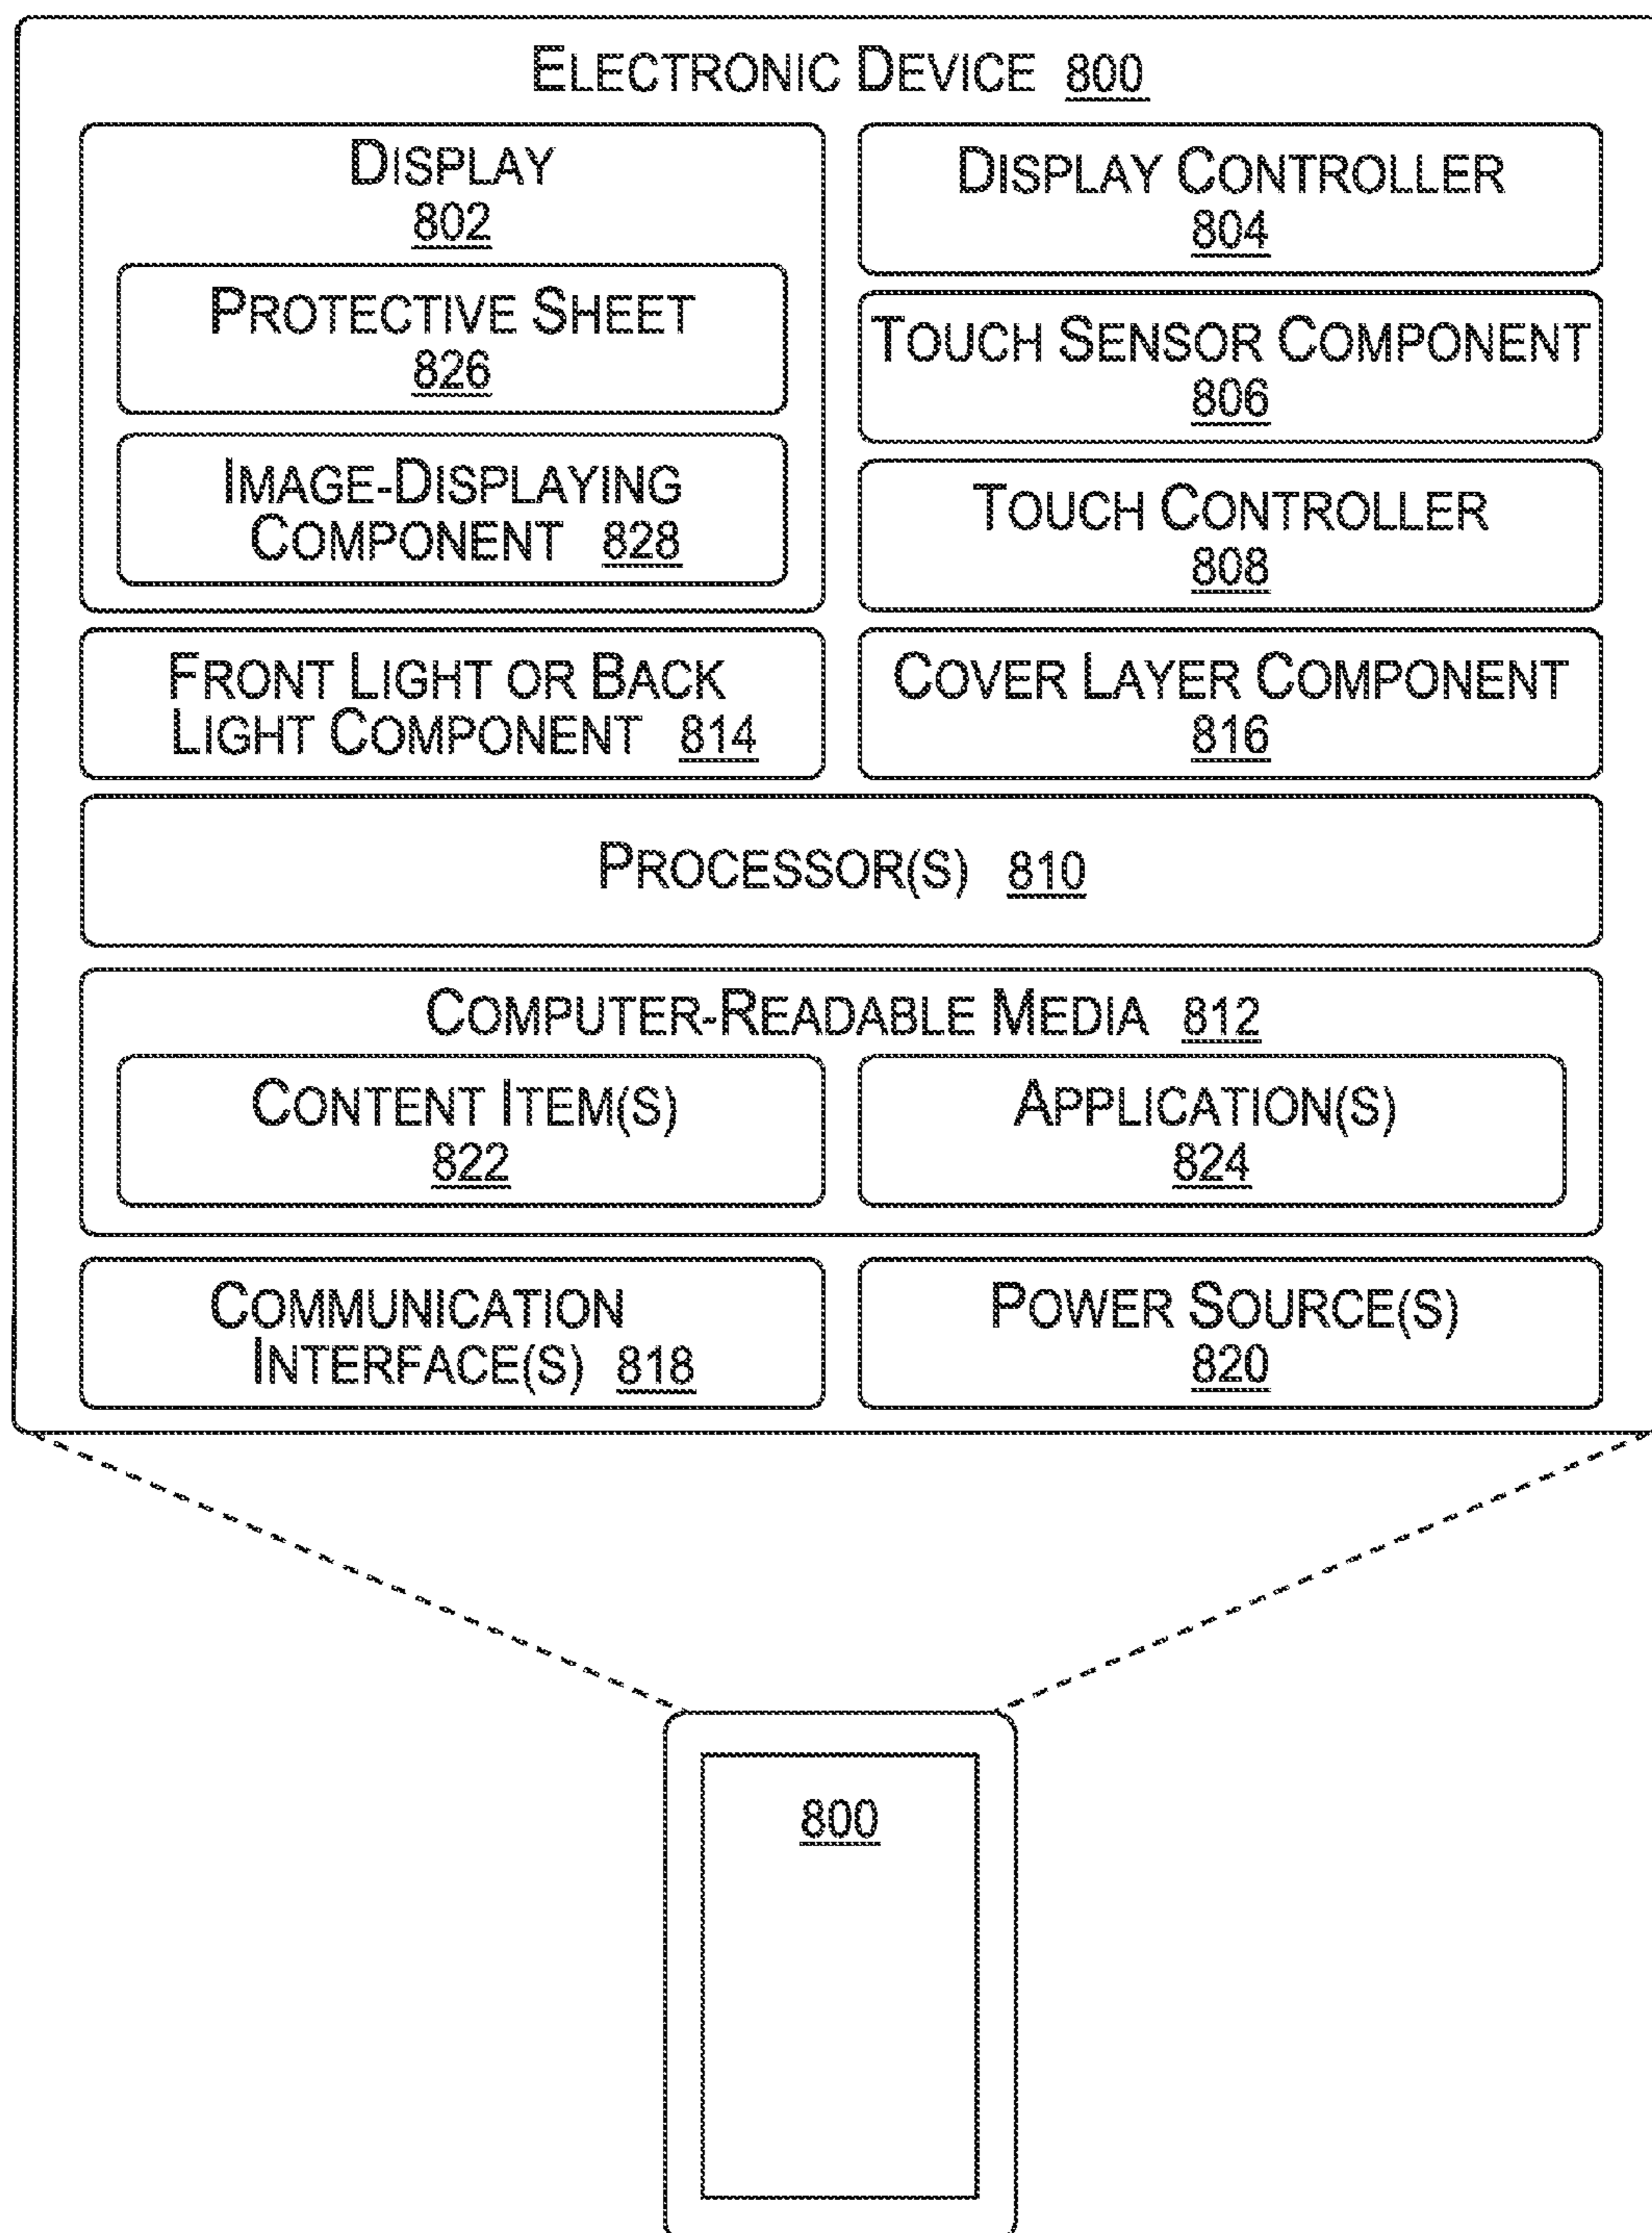 ELECTRONIC DEVICE 800
DISPLAY
802
PROTECTIVE SHEET
826
IMAGE-DISPLAYING
COMPONENT 828
DISPLAY CONTROLLER
804
TOUCH SENSOR COMPONENT
806
TOUCH CONTROLLER
808
FRONT LIGHT OR BACK
LIGHT COMPONENT 814
COVER LAYER COMPONENT
816
PROCESSOR(S) 810
COMPUTER-READABLE MEDIA 812
CONTENT ITEM(S)
822
APPLICATION(S)
824
COMMUNICATION
INTERFACE(S) 818
POWER SOURCE(S)
820
800